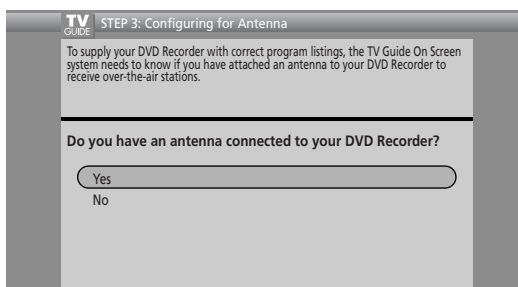 TV
GUIDE
STEP 3: Configuring for Antenna
To supply your DVD Recorder with correct program listings, the TV Guide On Screen
system needs to know if you have attached an antenna to your DVD Recorder to
receive over-the-air stations.
Do you have an antenna connected to your DVD Recorder?
Yes
No